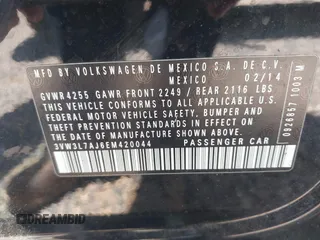 MFD.BY VOLKSWAGEN DE MEXICO S.A. DE C.V.
MEXICO 02/14
GVWR 4255 GAWR FRONT 2249 / REAR 2116 LBS
THIS VEHICLE CONFORMS TO ALL APPLICABLE U.S.
FEDERAL MOTOR VEHICLE SAFETY, BUMPER AND
THEFT PREVENTION STANDARDS IN EFFECT ON THE
DATE OF MANUFACTURE SHOWN ABOVE
3VW3L7AJ6EM420044 PASSENGER CAR
0926857 1003 M
DREAMBID